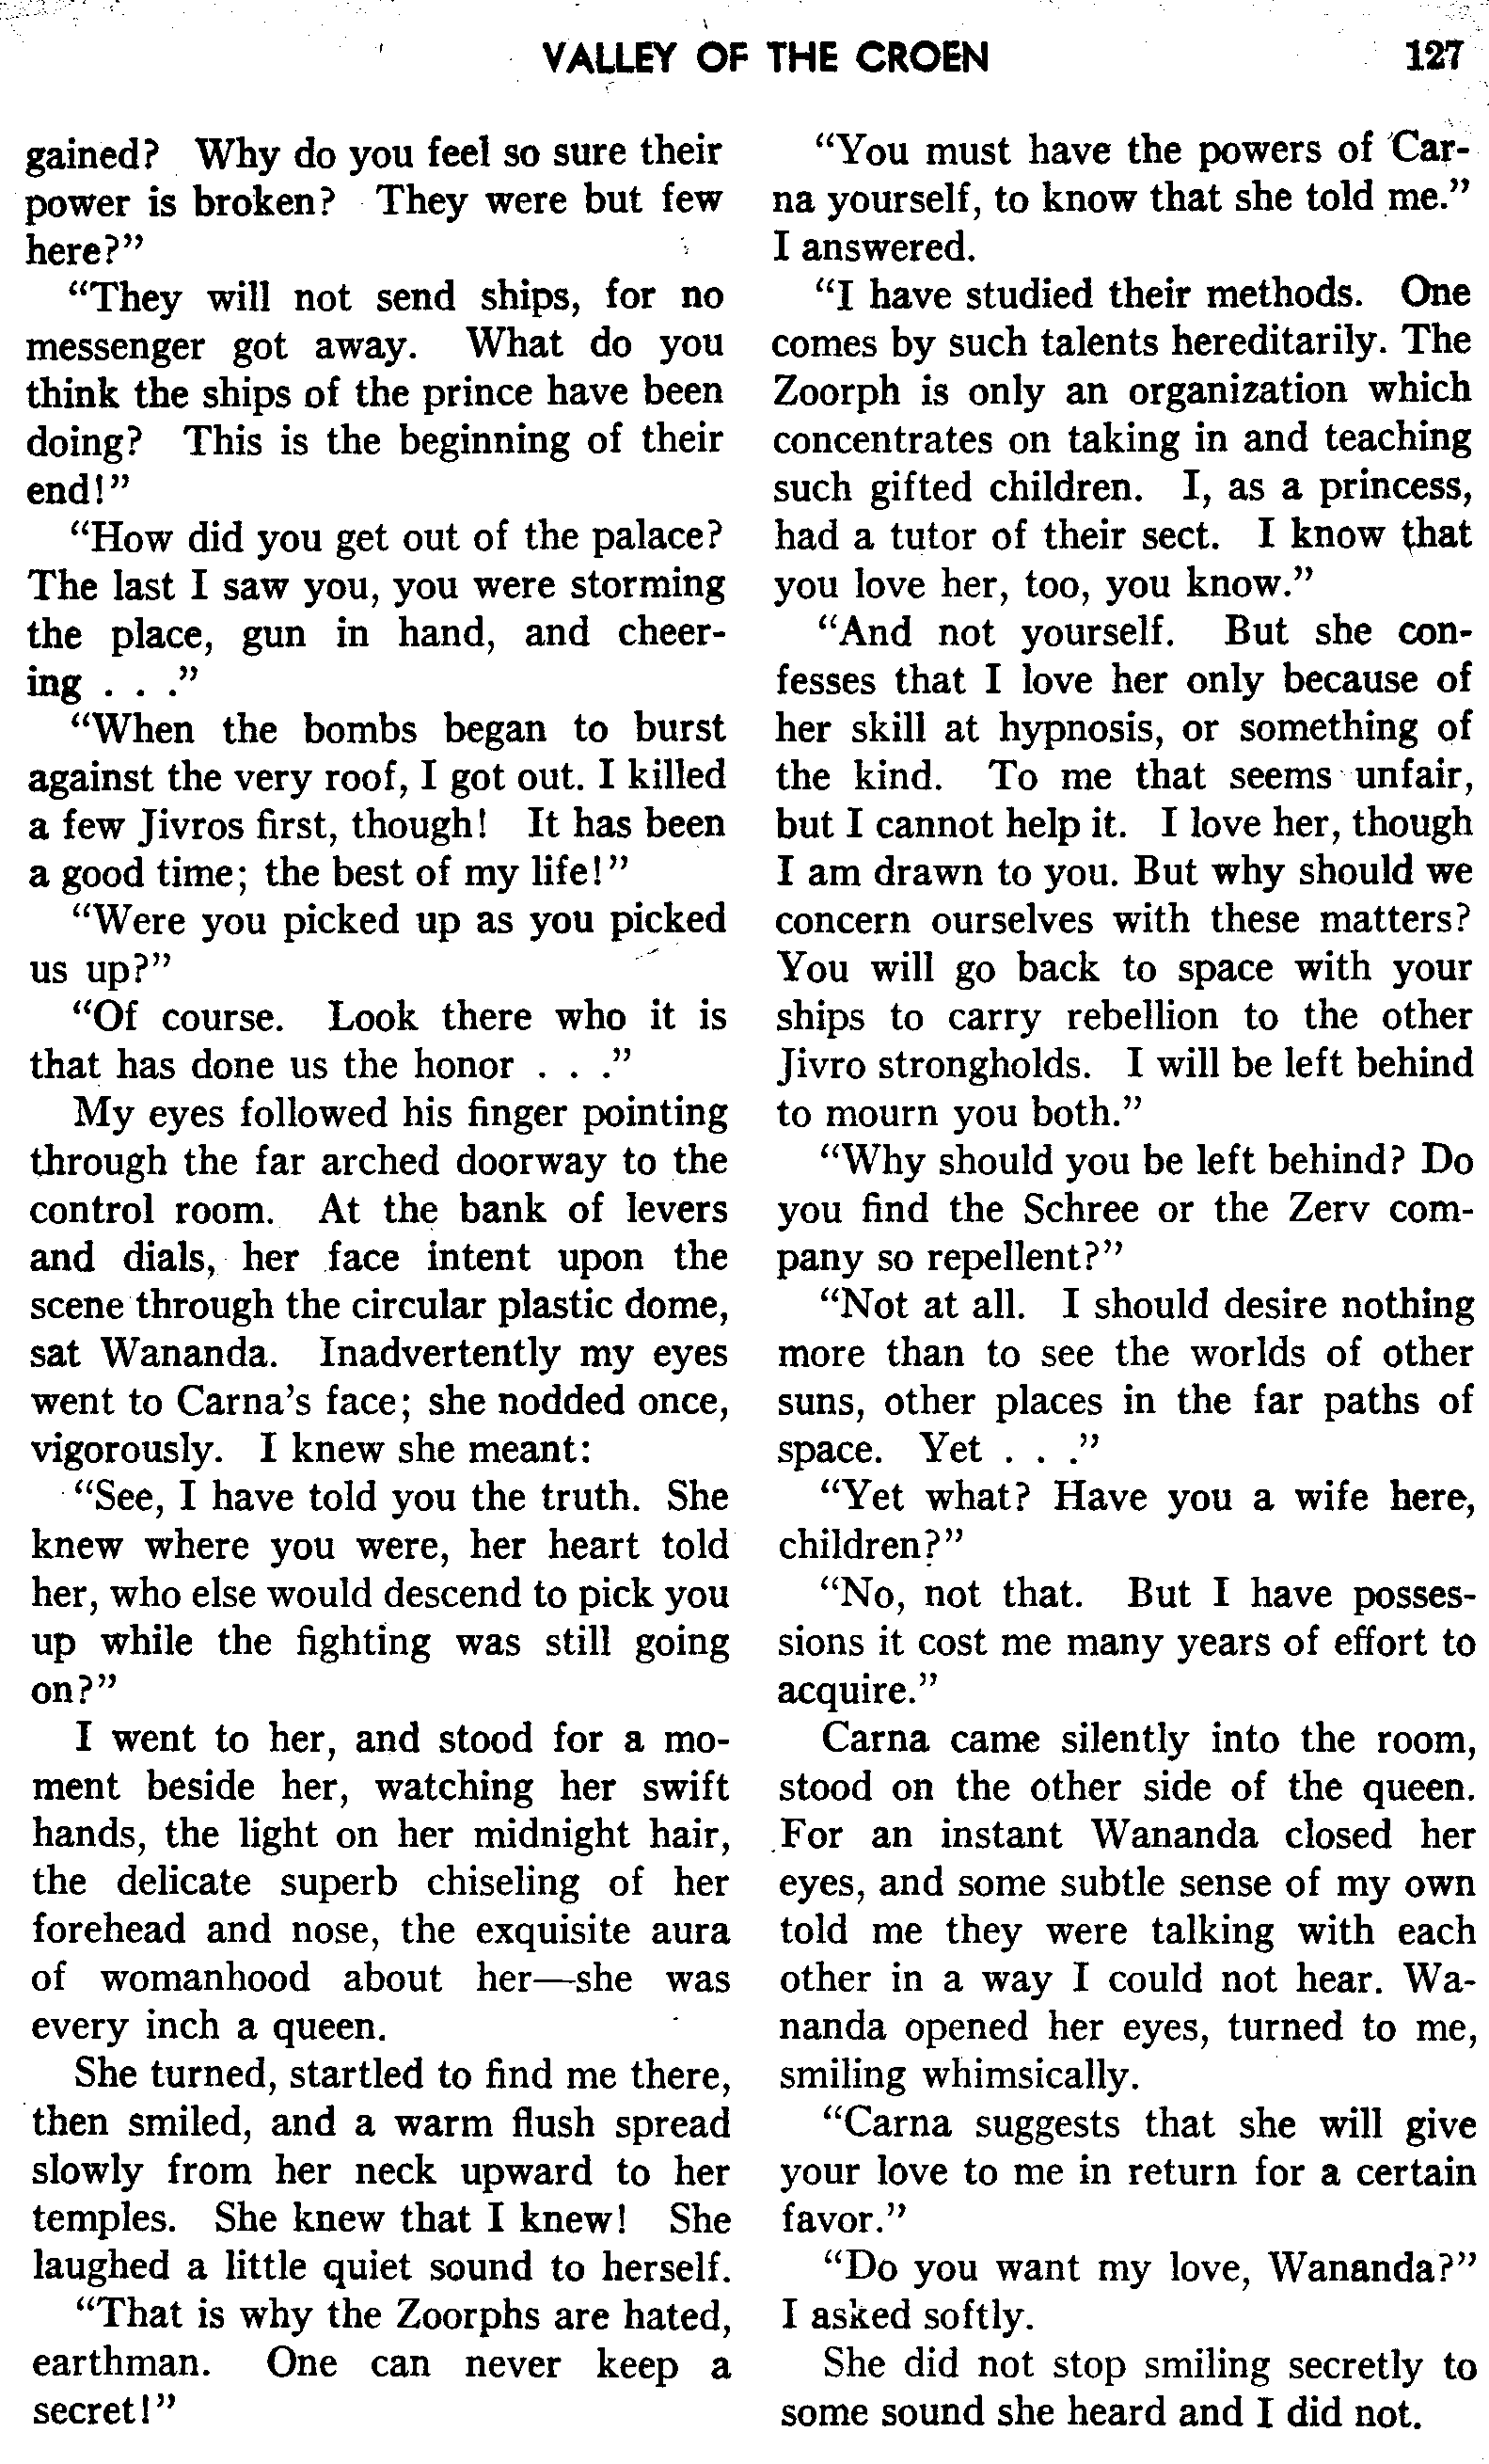 VALLEY OF THE CROEN 127
gained? Why do you feel so sure their
power is broken? They were but few
here?”
“They will not send ships, for no
messenger got away. What do you
think the ships of the prince have been
doing? This is the beginning of their
end!”
“How did you get out of the palace?
The last I saw you, you were storming
the place, gun in hand, and cheer-
ing . . .”
“When the bombs began to burst
against the very roof, I got out. I killed
a few Jivros first, though! It has been
a good time; the best of my life!”
“Were you picked up as you picked
us up?”
“Of course. Look there who it is
that has done us the honor . . .”
My eyes followed his finger pointing
through the far arched doorway to the
control room. At the bank of levers
and dials, her face intent upon the
scene through the circular plastic dome,
sat Wananda. Inadvertently my eyes
went to Carna’s face; she nodded once,
vigorously. I knew she meant:
“See, I have told you the truth. She
knew where you were, her heart told
her, who else would descend to pick you
up while the fighting was still going
on?”
I went to her, and stood for a mo-
ment beside her, watching her swift
hands, the light on her midnight hair,
the delicate superb chiseling of her
forehead and nose, the exquisite aura
of womanhood about her—she was
every inch a queen.
She turned, startled to find me there,
then smiled, and a warm flush spread
slowly from her neck upward to her
temples. She knew that I knew! She
laughed a little quiet sound to herself.
“That is why the Zoorphs are hated,
earthman. One can never keep a
secret!”
“You must have the powers of Car-
na yourself, to know that she told me.”
I answered.
“I have studied their methods. One
comes by such talents hereditarily. The
Zoorph is only an organization which
concentrates on taking in and teaching
such gifted children. I, as a princess,
had a tutor of their sect. I know that
you love her, too, you know.”
“And not yourself. But she con-
fesses that I love her only because of
her skill at hypnosis, or something of
the kind. To me that seems unfair,
but I cannot help it. I love her, though
I am drawn to you. But why should we
concern ourselves with these matters?
You will go back to space with your
ships to carry rebellion to the other
Jivro strongholds. I will be left behind
to mourn you both.”
“Why should you be left behind? Do
you find the Schree or the Zerv com-
pany so repellent?”
“Not at all. I should desire nothing
more than to see the worlds of other
suns, other places in the far paths of
space. Yet . . .”
“Yet what? Have you a wife here,
children?”
“No, not that. But I have posses-
sions it cost me many years of effort to
acquire.”
Carna came silently into the room,
stood on the other side of the queen.
For an instant Wananda closed her
eyes, and some subtle sense of my own
told me they were talking with each
other in a way I could not hear. Wa-
nanda opened her eyes, turned to me,
smiling whimsically.
“Carna suggests that she will give
your love to me in return for a certain
favor.”
“Do you want my love, Wananda?”
I asked softly.
She did not stop smiling secretly to
some sound she heard and I did not.